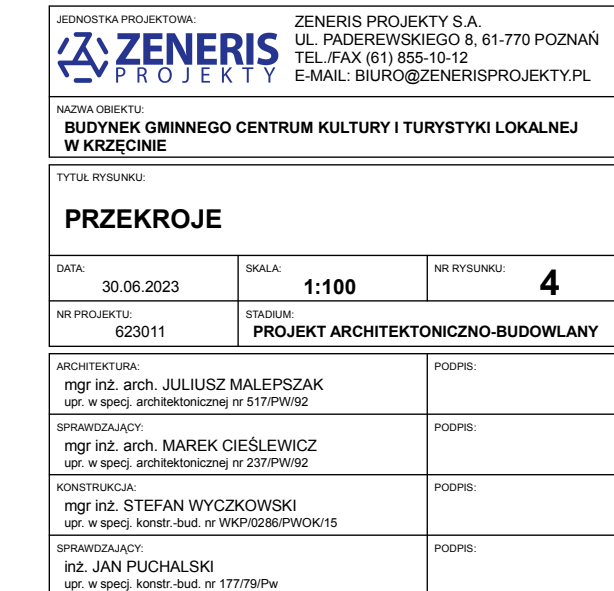 JEDNOSTKA PROJEKTOWA:
ZENERIS
PROJEKTY
ZENERIS PROJEKTY S.A.
UL. PADEREWSKIEGO 8, 61-770 POZNAŃ
TEL./FAX (61) 855-10-12
E-MAIL: BIURO@ZENERISPROJEKTY.PL
NAZWA OBIEKTU:
BUDYNEK GMINNEGO CENTRUM KULTURY I TURYSTYKI LOKALNEJ
W KRZĘCINIE
TYTUŁ RYSUNKU:
PRZEKROJE
DATA:
30.06.2023
SKALA:
1:100
NR RYSUNKU:
4
NR PROJEKTU:
623011
STADIUM:
PROJEKT ARCHITEKTONICZNO-BUDOWLANY
ARCHITEKTURA:
mgr inż. arch. JULIUSZ MALEPSZAK
upr. w specj. architektonicznej nr 517/PW/92
PODPIS:
SPRAWDZAJĄCY:
mgr inż. arch. MAREK CIEŚLEWICZ
upr. w specj. architektonicznej nr 237/PW/92
PODPIS:
KONSTRUKCJA:
mgr inż. STEFAN WYCZKOWSKI
upr. w specj. konstr.-bud. nr WKP/0286/PWOK/15
PODPIS:
SPRAWDZAJĄCY:
inż. JAN PUCHALSKI
upr. w specj. konstr.-bud. nr 177/79/Pw
PODPIS: